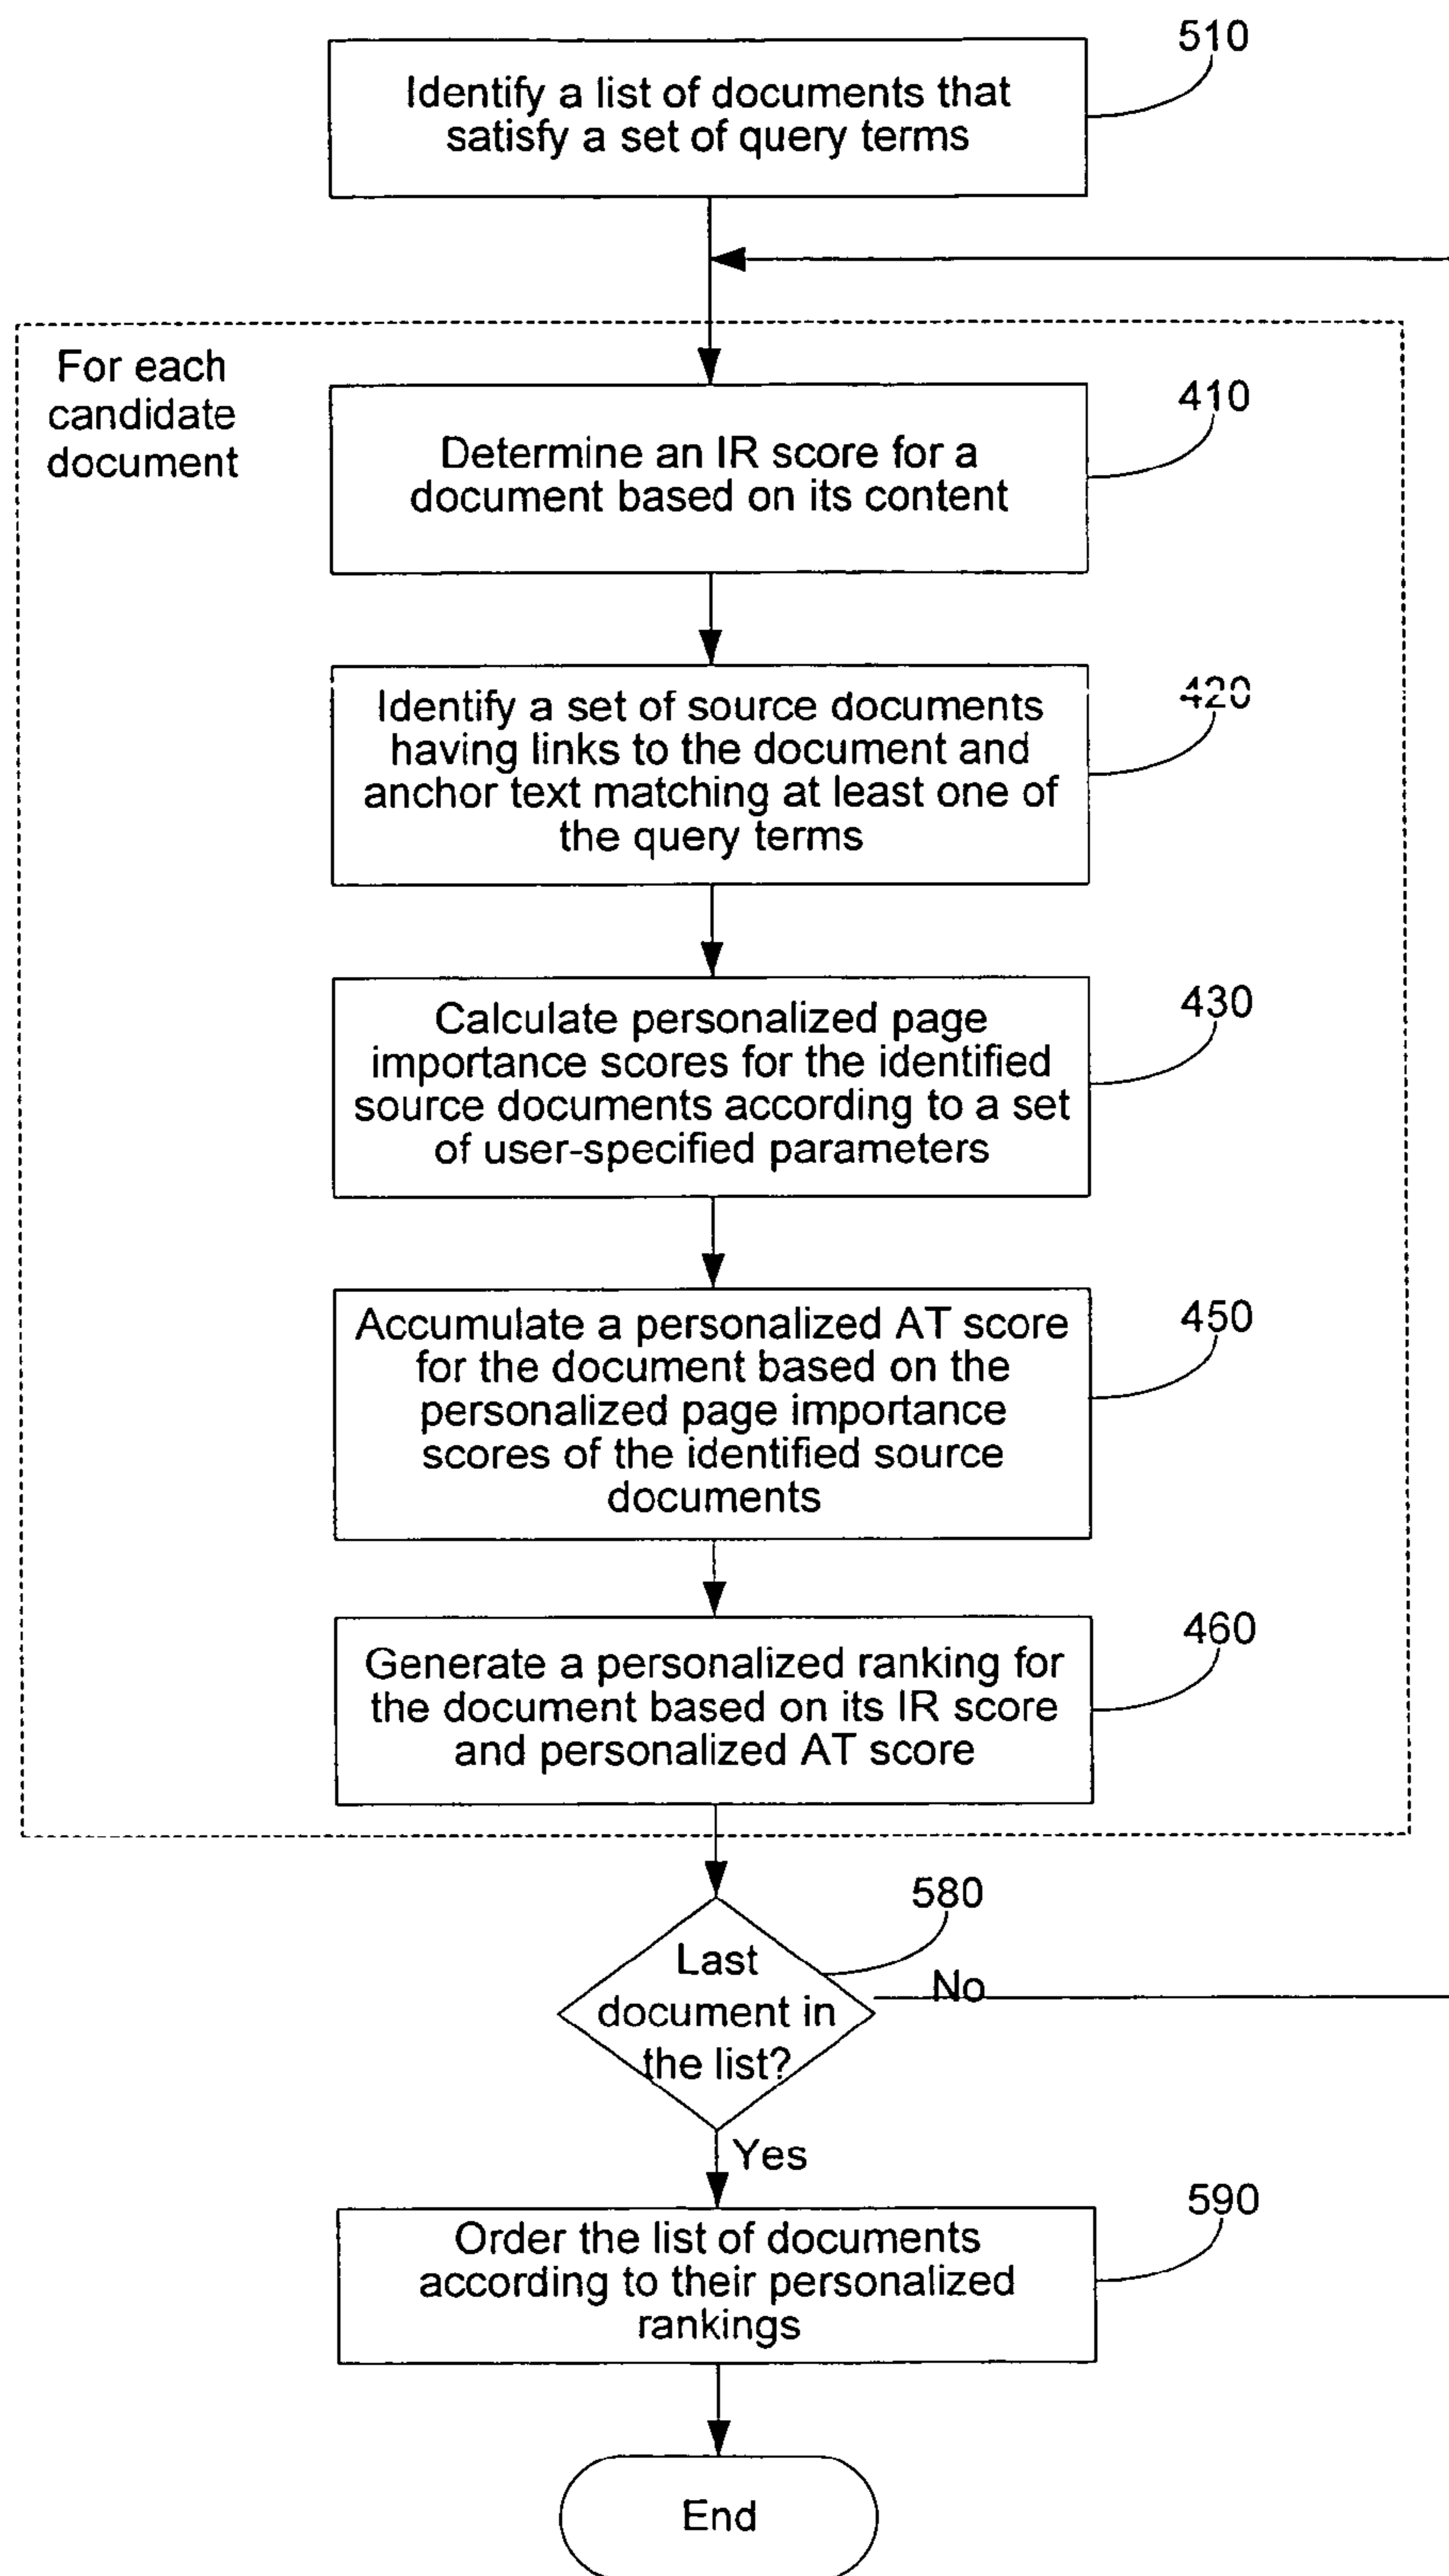 510
Identify a list of documents that
satisfy a set of query terms
For each
candidate
document
410
Determine an IR score for a
document based on its content
420
Identify a set of source documents
having links to the document and
anchor text matching at least one of
the query terms
430
Calculate personalized page
importance scores for the identified
source documents according to a set
of user-specified parameters
450
Accumulate a personalized AT score
for the document based on the
personalized page importance
scores of the identified source
documents
460
Generate a personalized ranking for
the document based on its IR score
and personalized AT score
580
Last
document in
the list?
No
Yes
590
Order the list of documents
according to their personalized
rankings
End